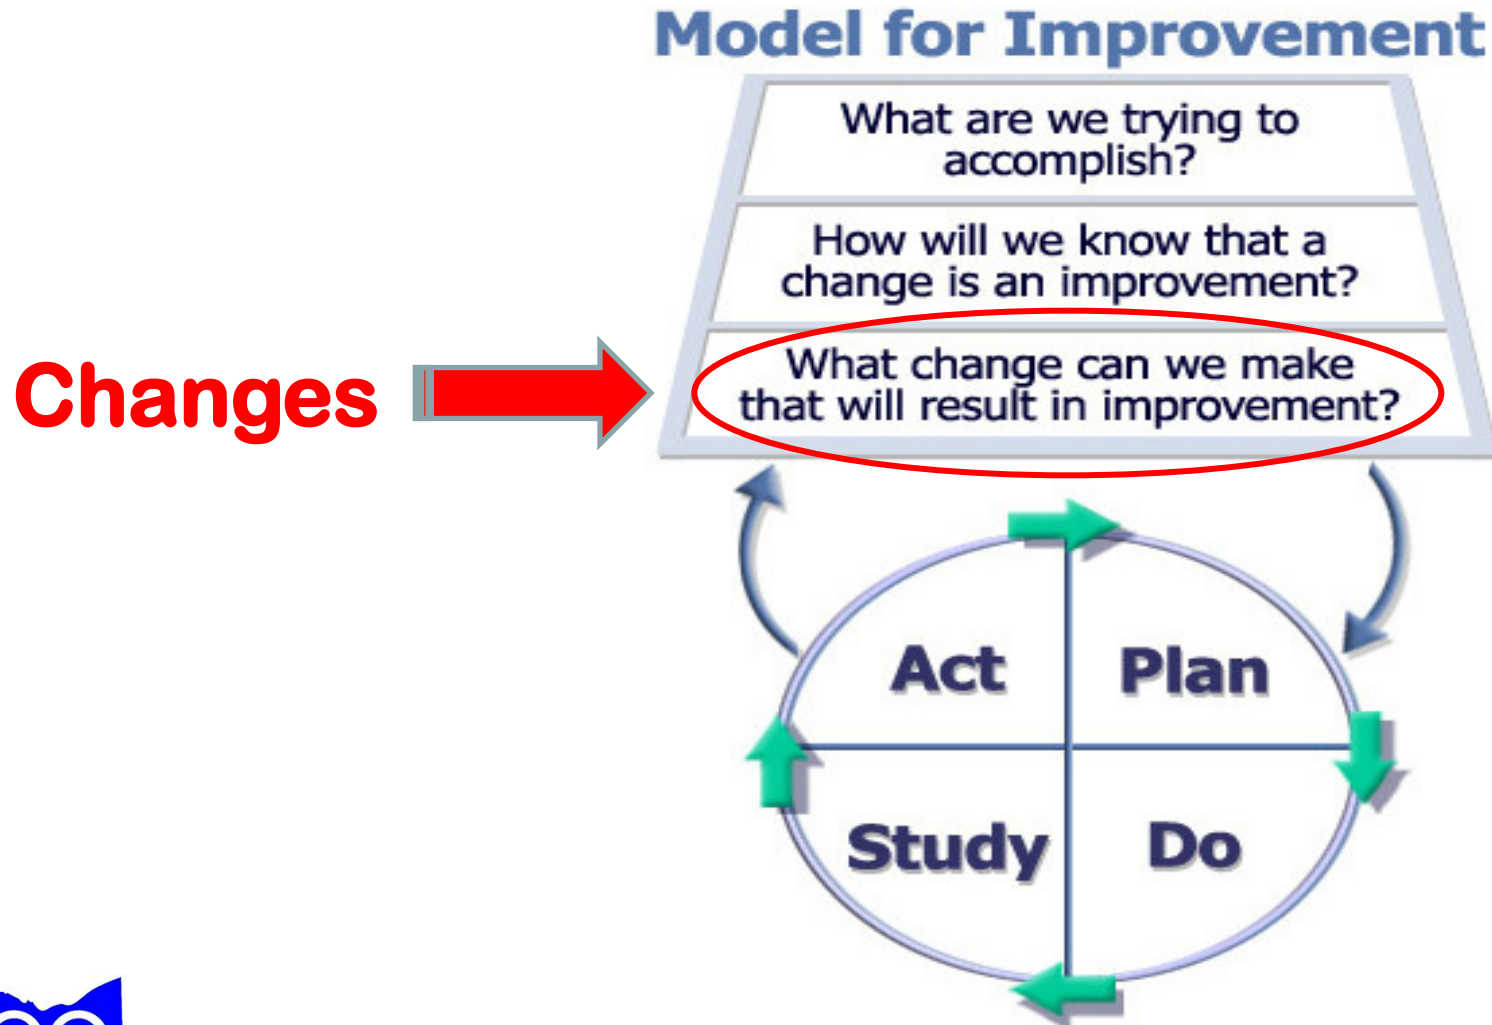 Model for Improvement
What are we trying to
accomplish?
How will we know that a
change is an improvement?
Changes
What change can we make
that will result in improvement?
Act
Plan
Study
Do